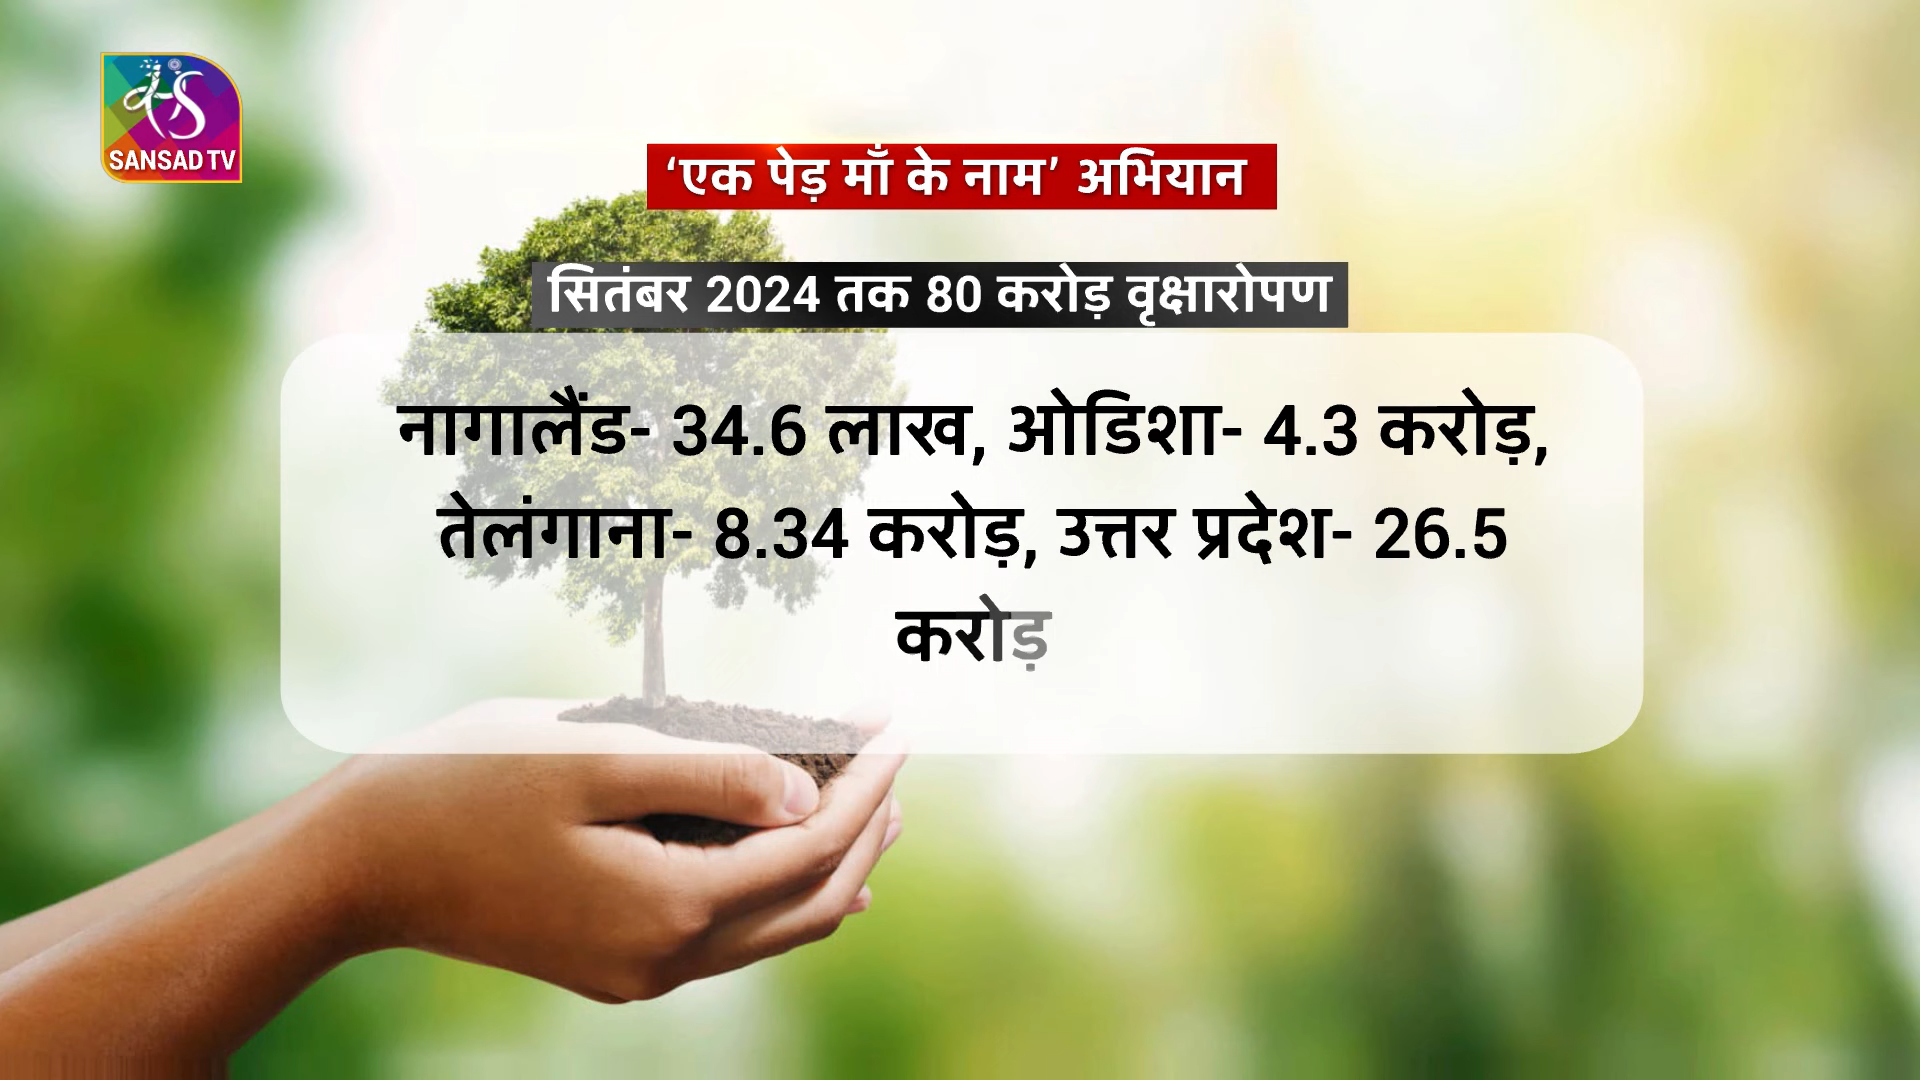 SANSAD TV
‘एक पेड़ माँ के नाम’ अभियान
सितंबर 2024 तक 80 करोड़ वृक्षारोपण
नागालैंड- 34.6 लाख, ओडिशा- 4.3 करोड़,
तेलंगाना- 8.34 करोड़, उत्तर प्रदेश- 26.5
करोड़